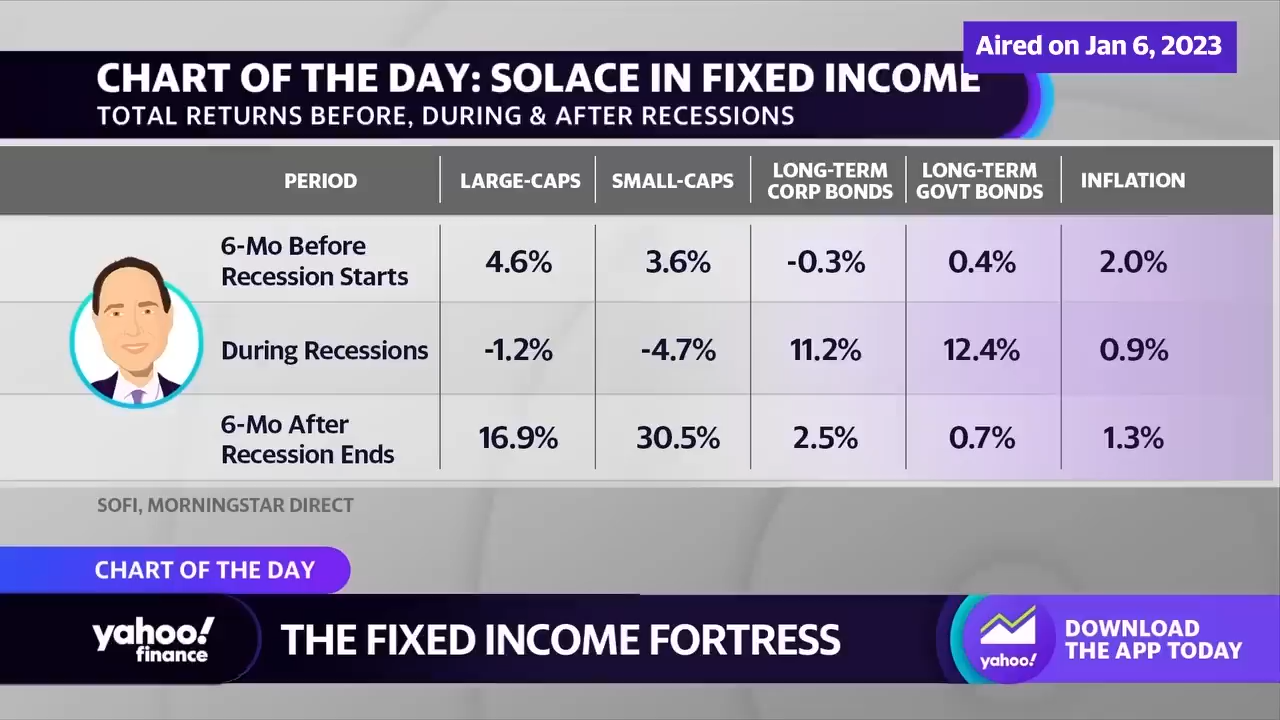 Aired on Jan 6, 2023
CHART OF THE DAY: SOLACE IN FIXED INCOME
TOTAL RETURNS BEFORE, DURING & AFTER RECESSIONS
PERIOD LARGE-CAPS SMALL-CAPS LONG-TERM CORP BONDS LONG-TERM GOVT BONDS INFLATION
6-Mo Before
Recession Starts 4.6% 3.6% -0.3% 0.4% 2.0%
During Recessions -1.2% -4.7% 11.2% 12.4% 0.9%
6-Mo After
Recession Ends 16.9% 30.5% 2.5% 0.7% 1.3%
SOFI, MORNINGSTAR DIRECT
CHART OF THE DAY
yahoo!
finance
THE FIXED INCOME FORTRESS
yahoo!
DOWNLOAD
THE APP TODAY